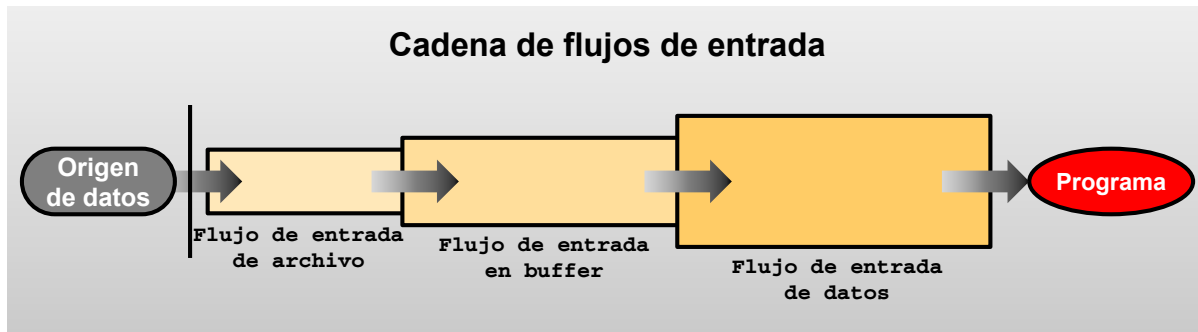 Cadena de flujos de entrada
Origen
de datos
Flujo de entrada
de archivo
Flujo de entrada
en buffer
Flujo de entrada
de datos
Programa